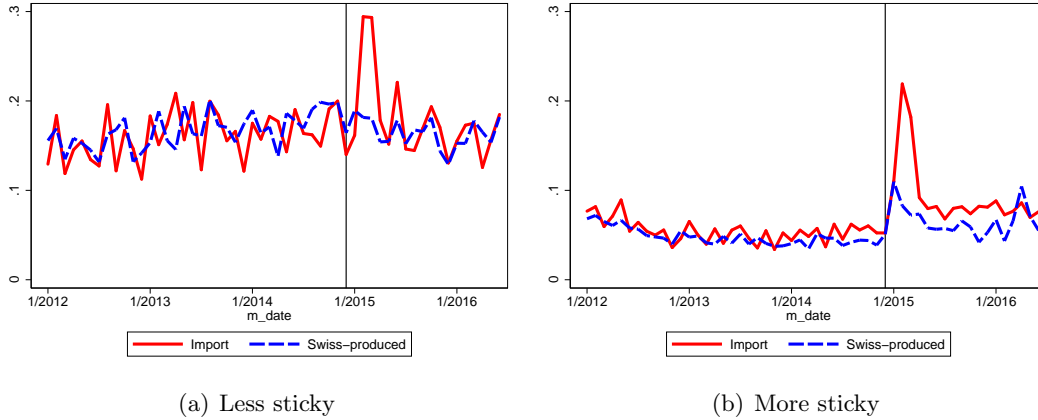 .3
.2
.1
0
1/2012 1/2013 1/2014 1/2015 1/2016
m_date
Import Swiss−produced
(a) Less sticky
.3
.2
.1
0
1/2012 1/2013 1/2014 1/2015 1/2016
m_date
Import Swiss−produced
(b) More sticky